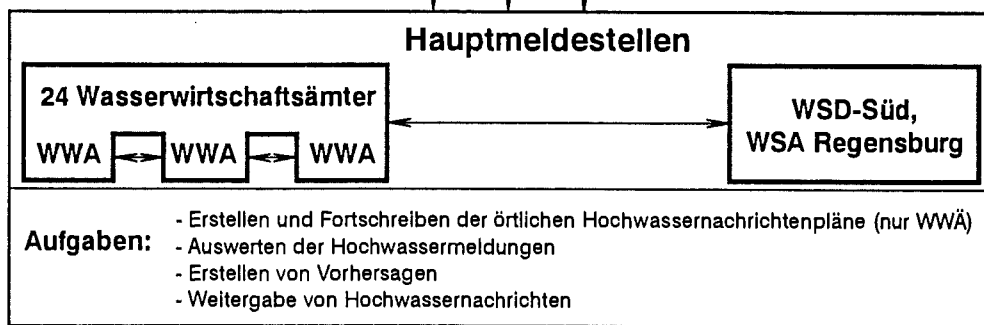 Hauptmeldestellen
24 Wasserwirtschaftsämter
WWA WWA WWA
WSD-Süd,
WSA Regensburg
Aufgaben:
- Erstellen und Fortschreiben der örtlichen Hochwassernachrichtenpläne (nur WWÄ)
- Auswerten der Hochwassermeldungen
- Erstellen von Vorhersagen
- Weitergabe von Hochwassernachrichten